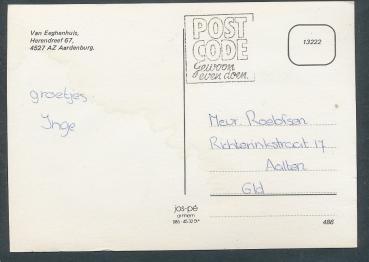 Van Eeghenhuis,
Herendreef 67,
4527 AZ Aardenburg.
POST
CODE
Gewoon
even doen.
13222
groetjes
Inge
Mevr. Roelofsen
Richterinkstraat 17
Aalten
Gld
jos-pé
arnhem
486